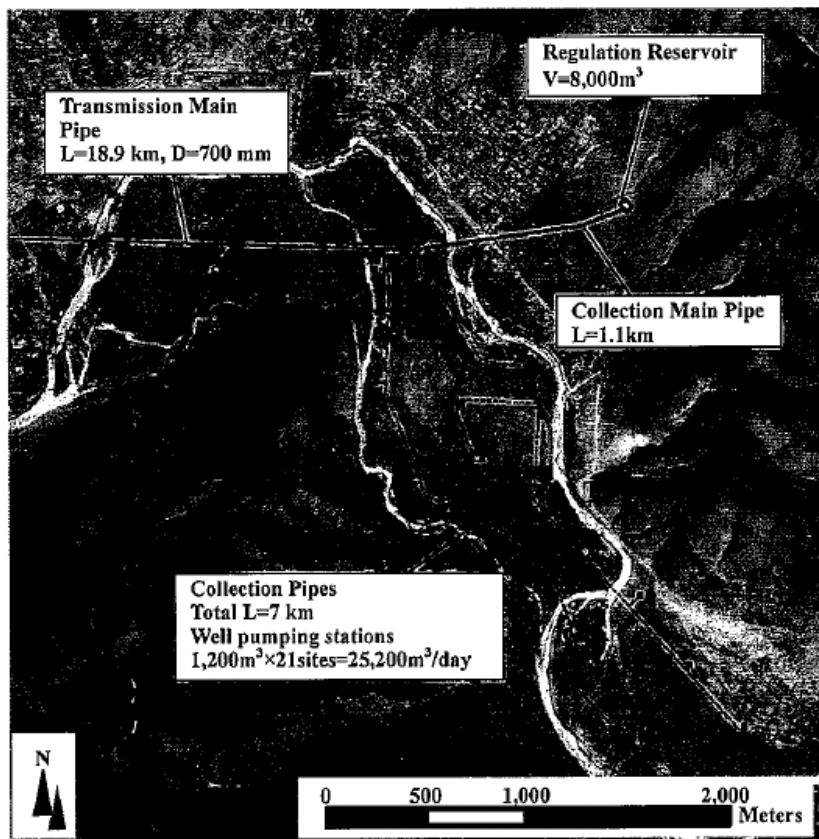 Regulation Reservoir
V=8,000m³
Transmission Main
Pipe
L=18.9 km, D=700 mm
Collection Main Pipe
L=1.1km
Collection Pipes
Total L=7 km
Well pumping stations
1,200m³×21sites=25,200m³/day
N
0 500 1,000 2,000
Meters